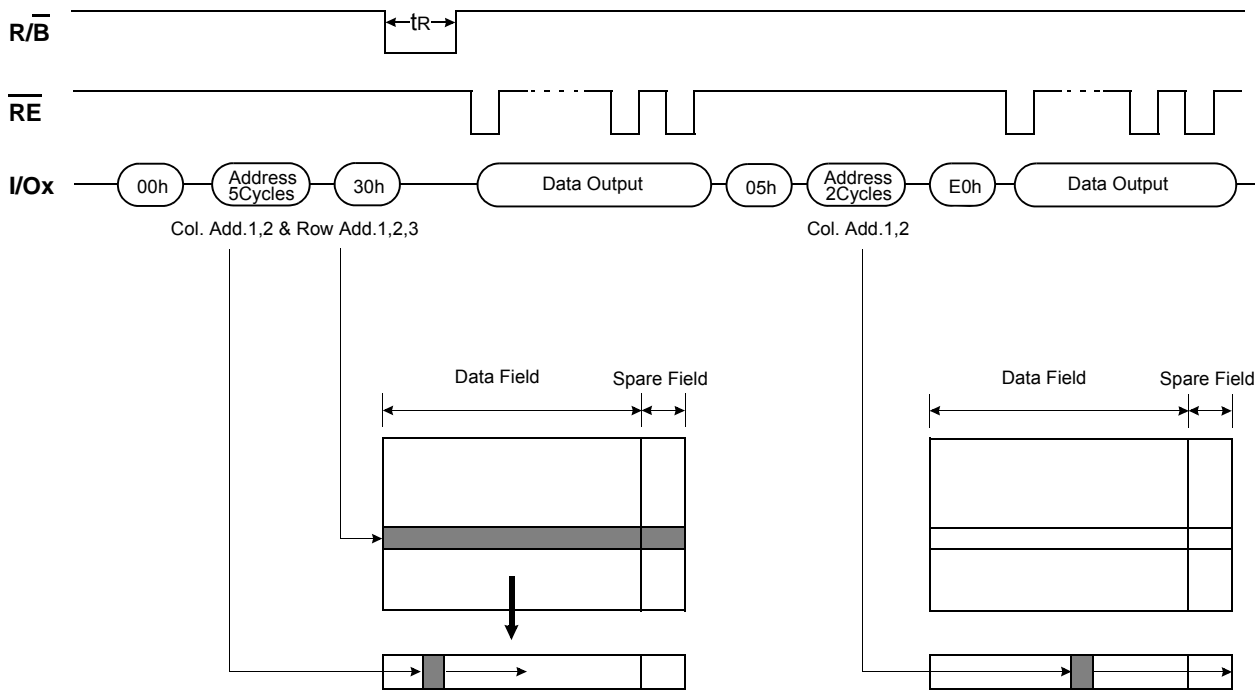 R/B
tR
RE
I/Ox
00h
Address
5Cycles
30h
Data Output
05h
Address
2Cycles
E0h
Data Output
Col. Add.1,2 & Row Add.1,2,3
Col. Add.1,2
Data Field
Spare Field
Data Field
Spare Field